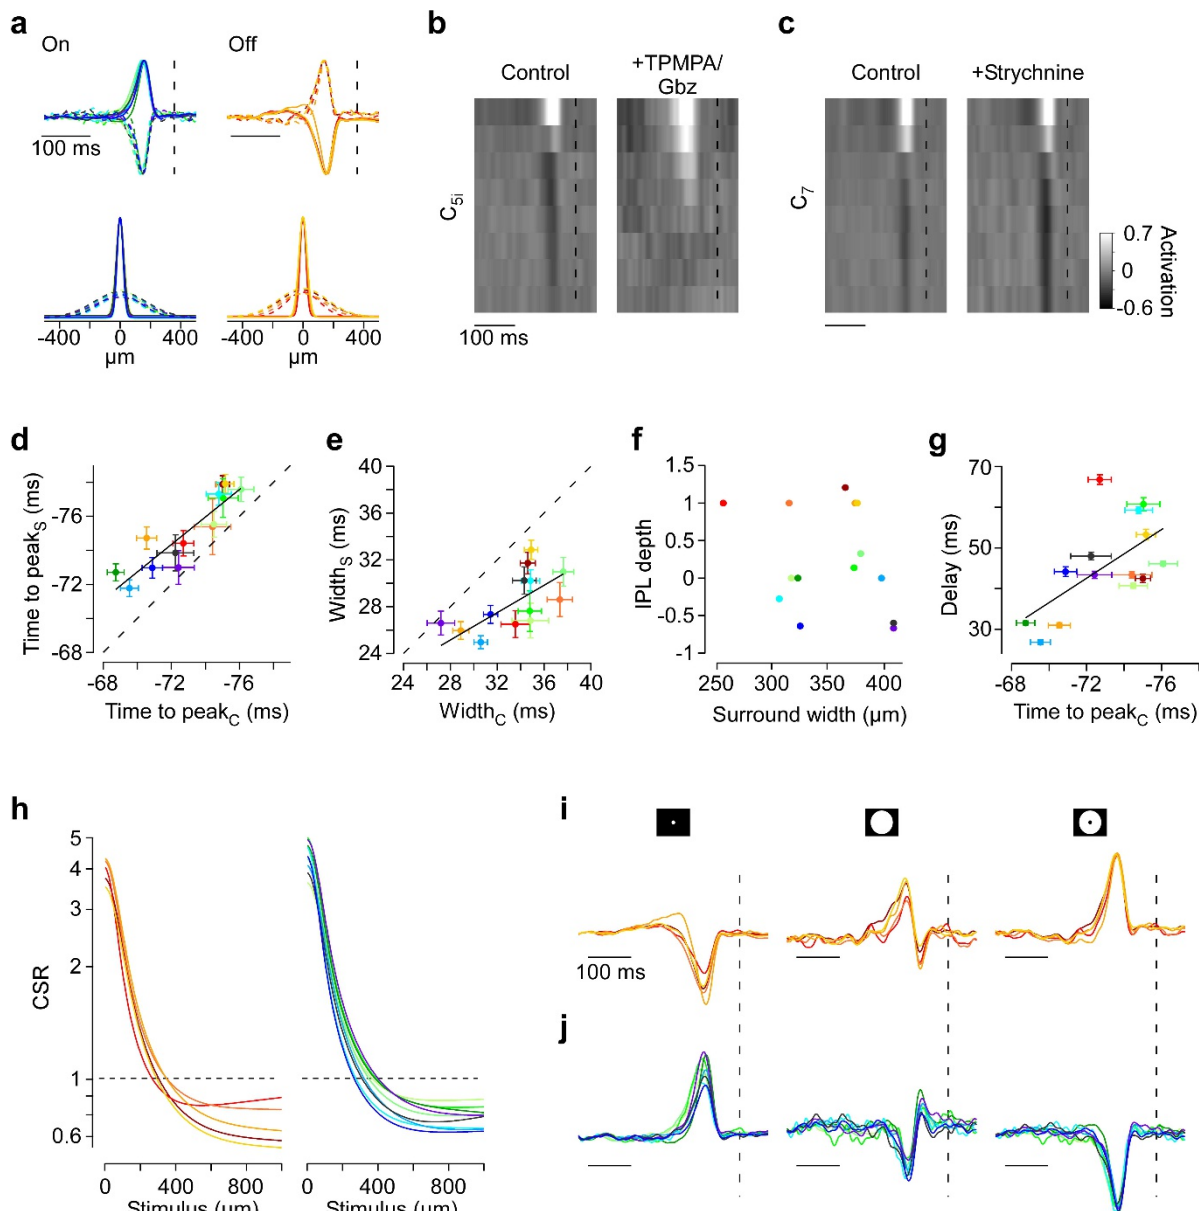 a
On
Off
100 ms
-400 0 400
µm
-400 0 400
µm
b
Control
+TPMPA/
Gbz
C5i
100 ms
c
Control
+Strychnine
C7
0.7
0
-0.6
Activation
d
Time to peakS (ms)
-76
-72
-68
-68 -72 -76
Time to peakC (ms)
e
WidthS (ms)
40
36
32
28
24
24 28 32 36 40
WidthC (ms)
f
IPL depth
1.5
1
0.5
0
-0.5
-1
250 300 350 400
Surround width (µm)
g
Delay (ms)
70
50
30
-68 -72 -76
Time to peakC (ms)
h
CSR
5
4
3
2
1
0.6
0 400 800
Stimulus (µm)
0 400 800
Stimulus (µm)
i
100 ms
j